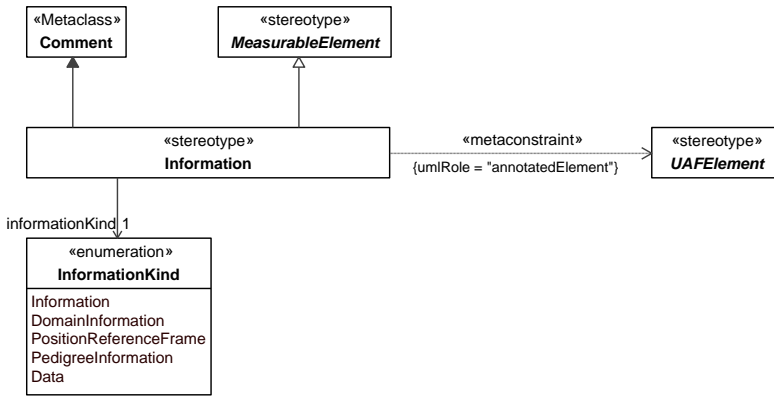 «Metaclass»
Comment
«stereotype»
MeasurableElement
«stereotype»
Information
«metaconstraint»
{umlRole = "annotatedElement"}
«stereotype»
UAFElement
informationKind 1
«enumeration»
InformationKind
Information
DomainInformation
PositionReferenceFrame
PedigreeInformation
Data